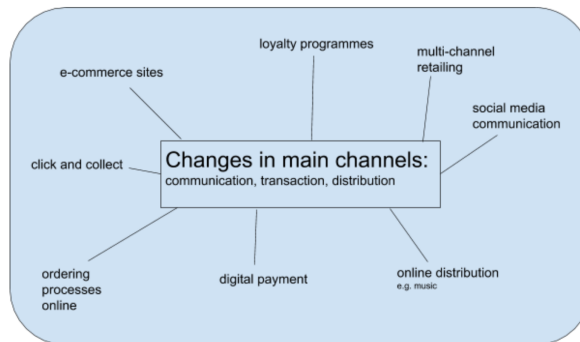 loyalty programmes
multi-channel
retailing
e-commerce sites
social media
communication
click and collect
Changes in main channels:
communication, transaction, distribution
ordering
processes
online
digital payment
online distribution
e.g. music